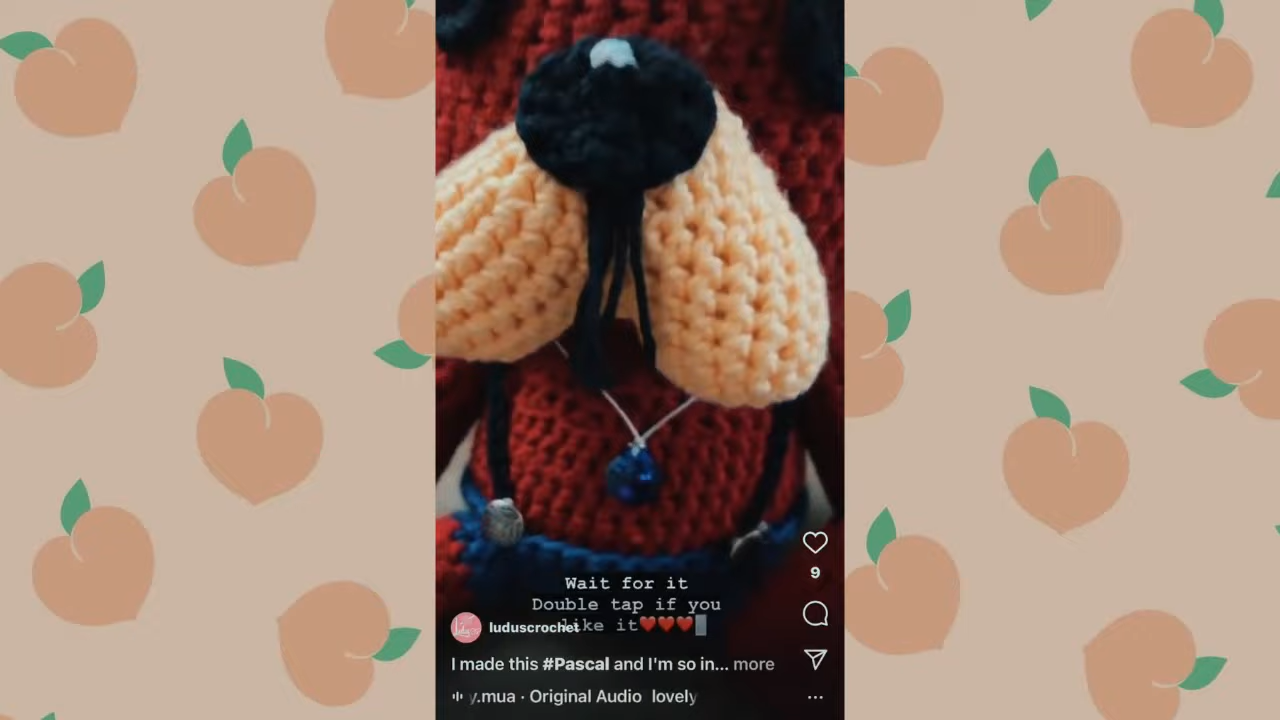 Wait for it
Double tap if you
like it❤️❤️❤️
9
luduscrochet
I made this #Pascal and I'm so in... more
y.mua · Original Audio lovely